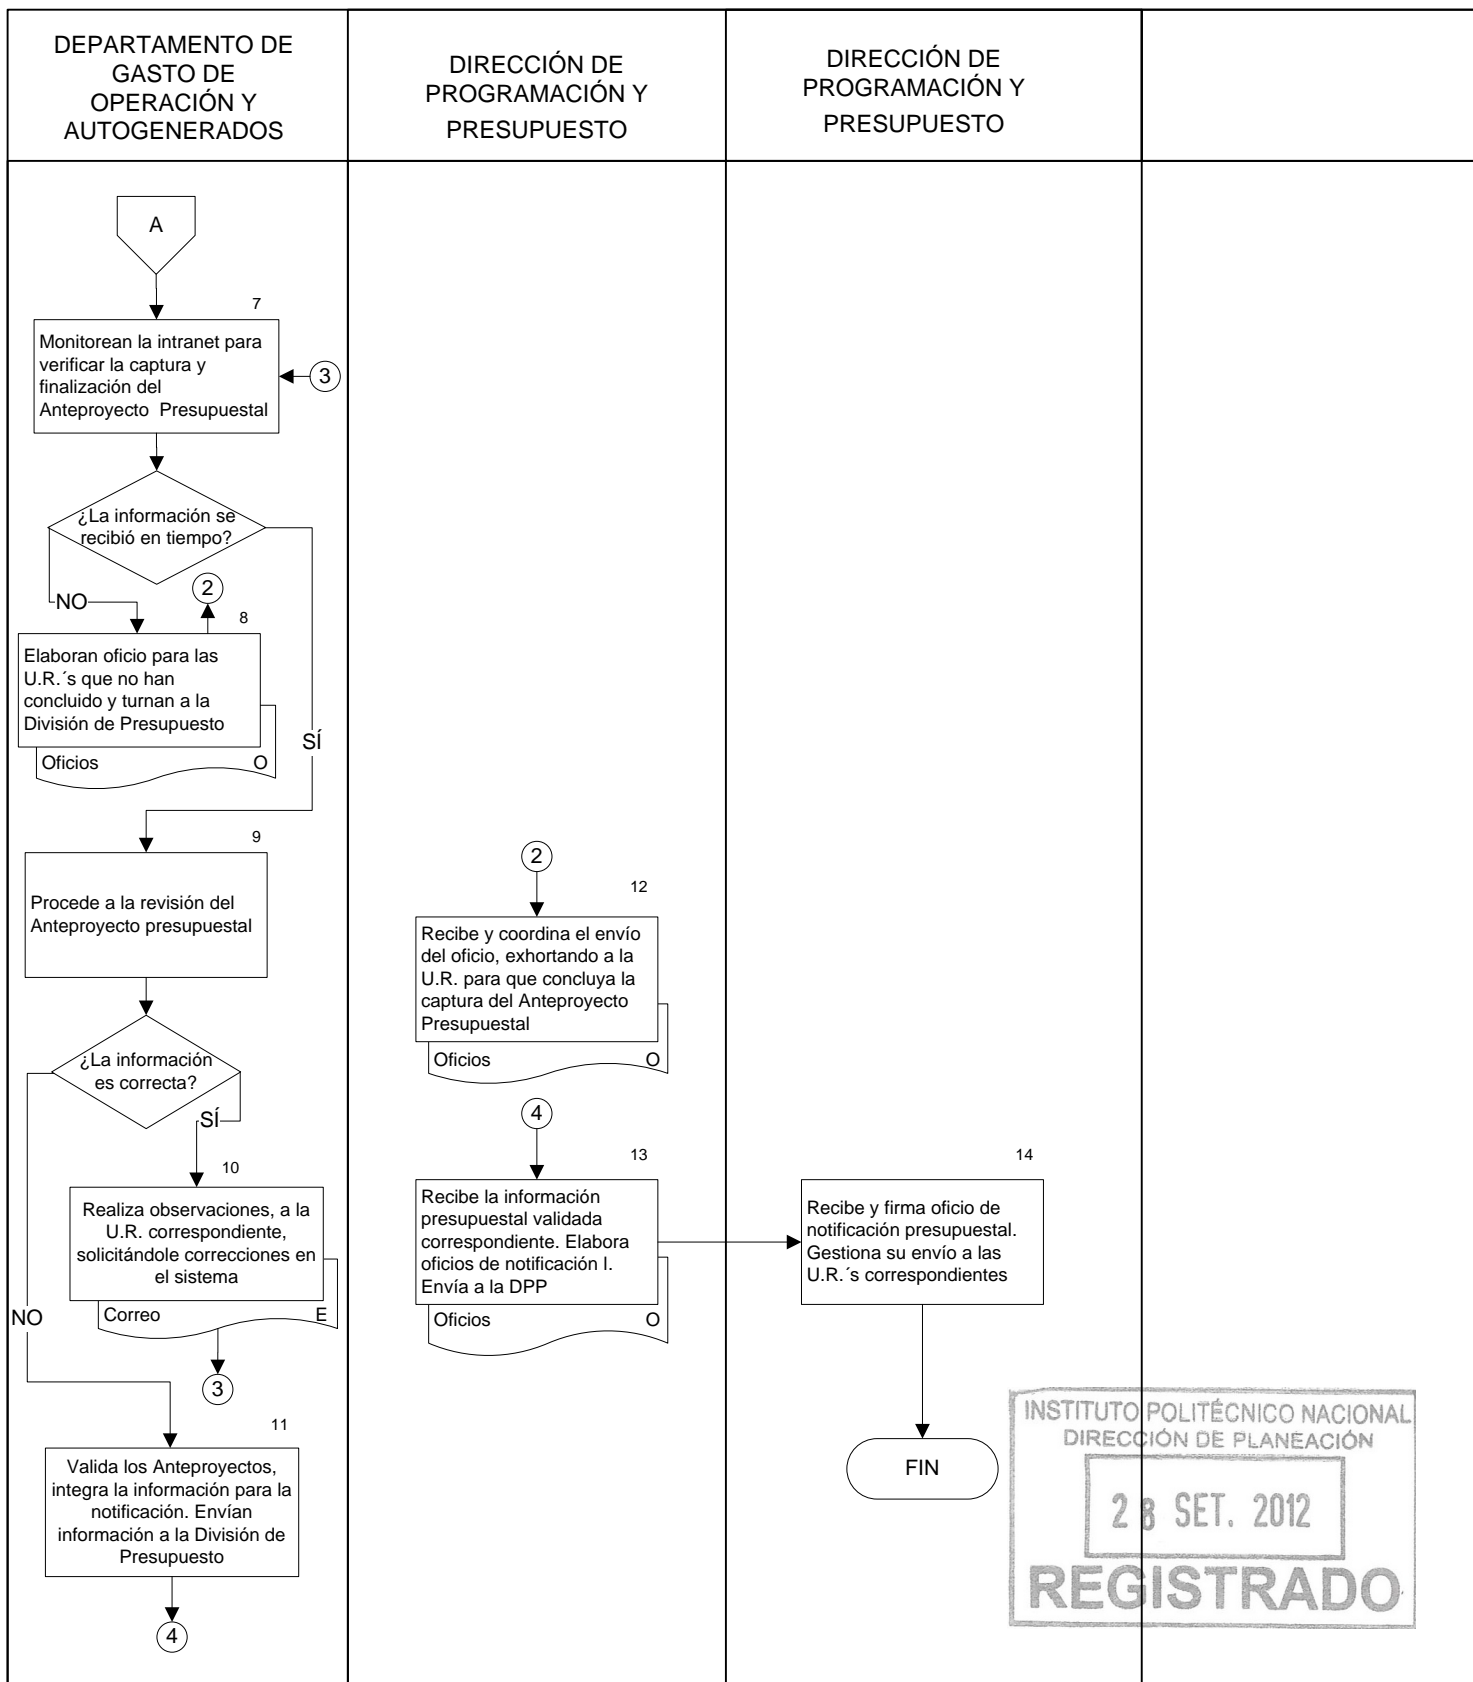 DEPARTAMENTO DE
GASTO DE
OPERACIÓN Y
AUTOGENERADOS
DIRECCIÓN DE
PROGRAMACIÓN Y
PRESUPUESTO
DIRECCIÓN DE
PROGRAMACIÓN Y
PRESUPUESTO
A
7
Monitorean la intranet para
verificar la captura y
finalización del
Anteproyecto Presupuestal
3
¿La información se
recibió en tiempo?
2
NO
8
Elaboran oficio para las
U.R.´s que no han
concluido y turnan a la
División de Presupuesto
Oficios O
SÍ
9
Procede a la revisión del
Anteproyecto presupuestal
¿La información
es correcta?
SÍ
10
Realiza observaciones, a la
U.R. correspondiente,
solicitándole correcciones en
el sistema
Correo E
NO
3
11
Valida los Anteproyectos,
integra la información para la
notificación. Envían
información a la División de
Presupuesto
4
2
12
Recibe y coordina el envío
del oficio, exhortando a la
U.R. para que concluya la
captura del Anteproyecto
Presupuestal
Oficios O
4
13
Recibe la información
presupuestal validada
correspondiente. Elabora
oficios de notificación I.
Envía a la DPP
Oficios O
14
Recibe y firma oficio de
notificación presupuestal.
Gestiona su envío a las
U.R.´s correspondientes
FIN
INSTITUTO POLITÉCNICO NACIONAL
DIRECCIÓN DE PLANEACIÓN
28 SET. 2012
REGISTRADO